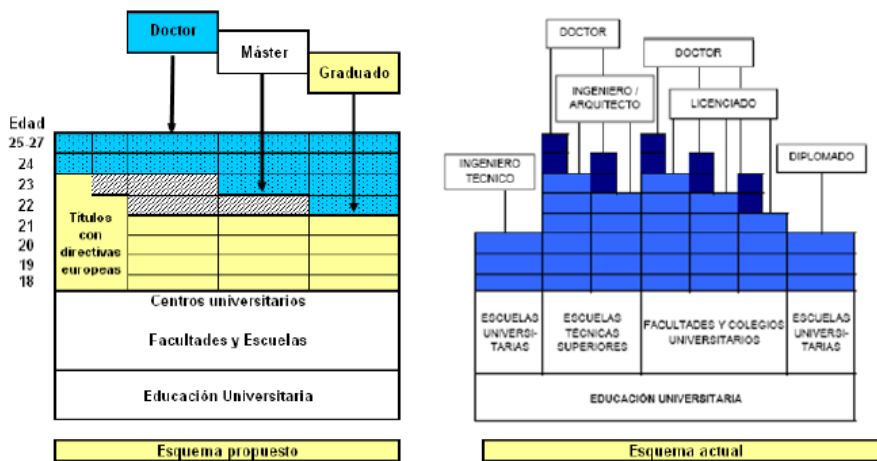 Doctor
Máster
Graduado
Edad
25-27
24
23
22
21
20
19
18
Títulos
con
directivas
europeas
Centros universitarios
Facultades y Escuelas
Educación Universitaria
Esquema propuesto
DOCTOR
DOCTOR
INGENIERO /
ARQUITECTO
LICENCIADO
INGENIERO
TECNICO
DIPLOMADO
ESCUELAS
UNIVERSI-
TARIAS
ESCUELAS
TÉCNICAS
SUPERIORES
FACULTADES Y COLEGIOS
UNIVERSITARIOS
ESCUELAS
UNIVERSI-
TARIAS
EDUCACIÓN UNIVERSITARIA
Esquema actual